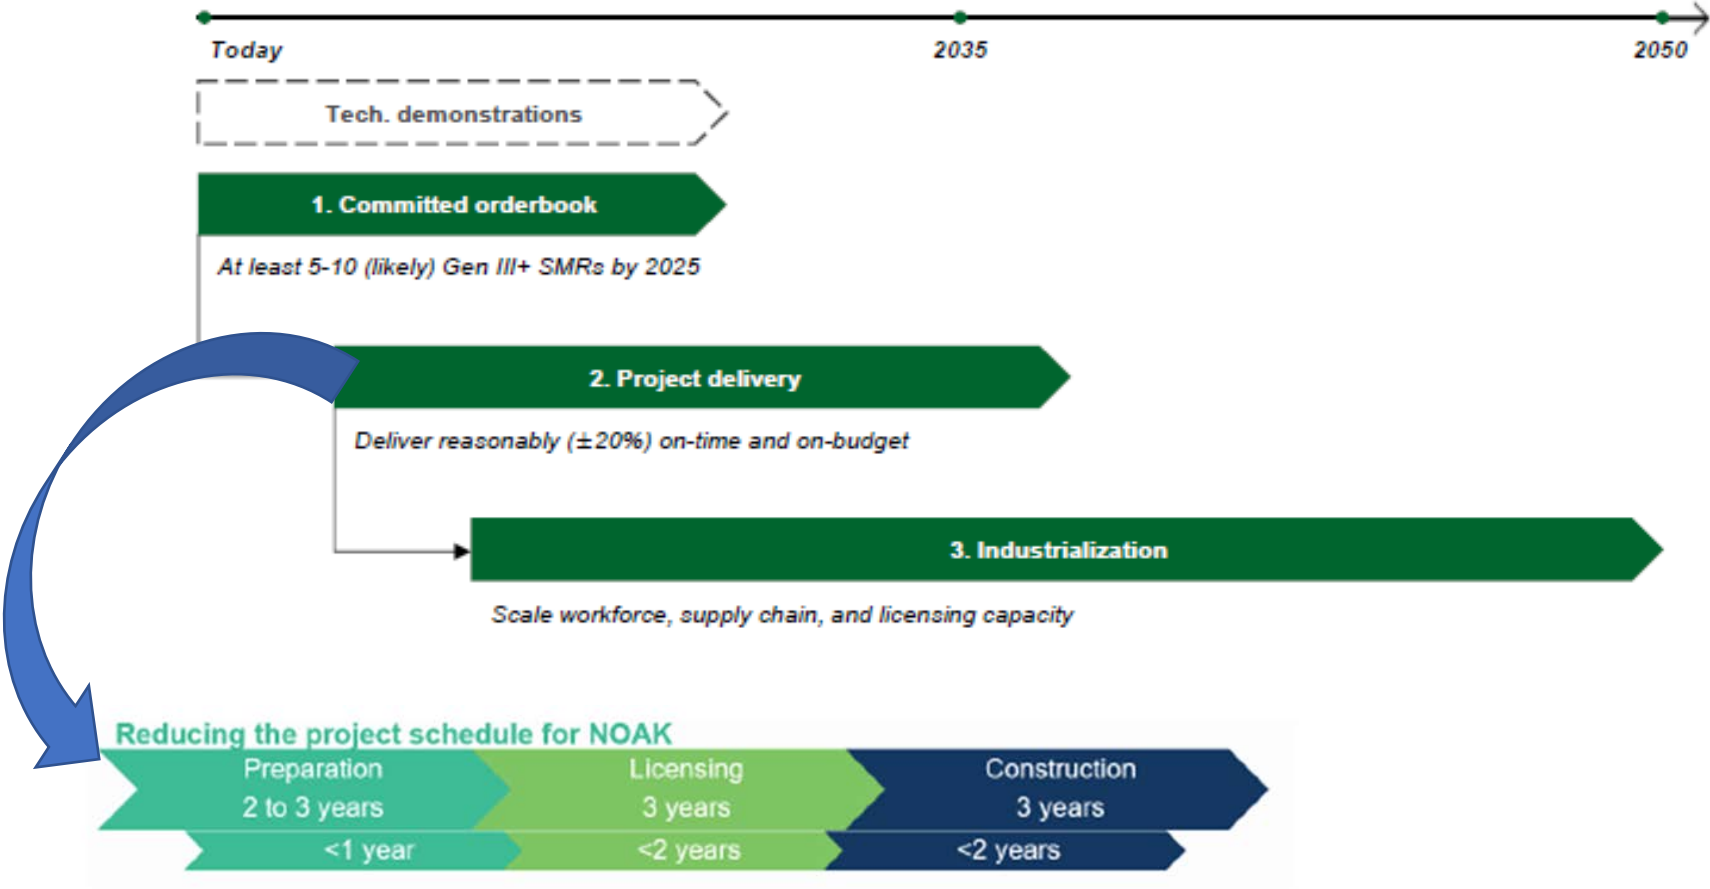 Today
2035
2050
Tech. demonstrations
1. Committed orderbook
At least 5-10 (likely) Gen III+ SMRs by 2025
2. Project delivery
Deliver reasonably (±20%) on-time and on-budget
3. Industrialization
Scale workforce, supply chain, and licensing capacity
Reducing the project schedule for NOAK
Preparation
2 to 3 years
Licensing
3 years
Construction
3 years
<1 year
<2 years
<2 years